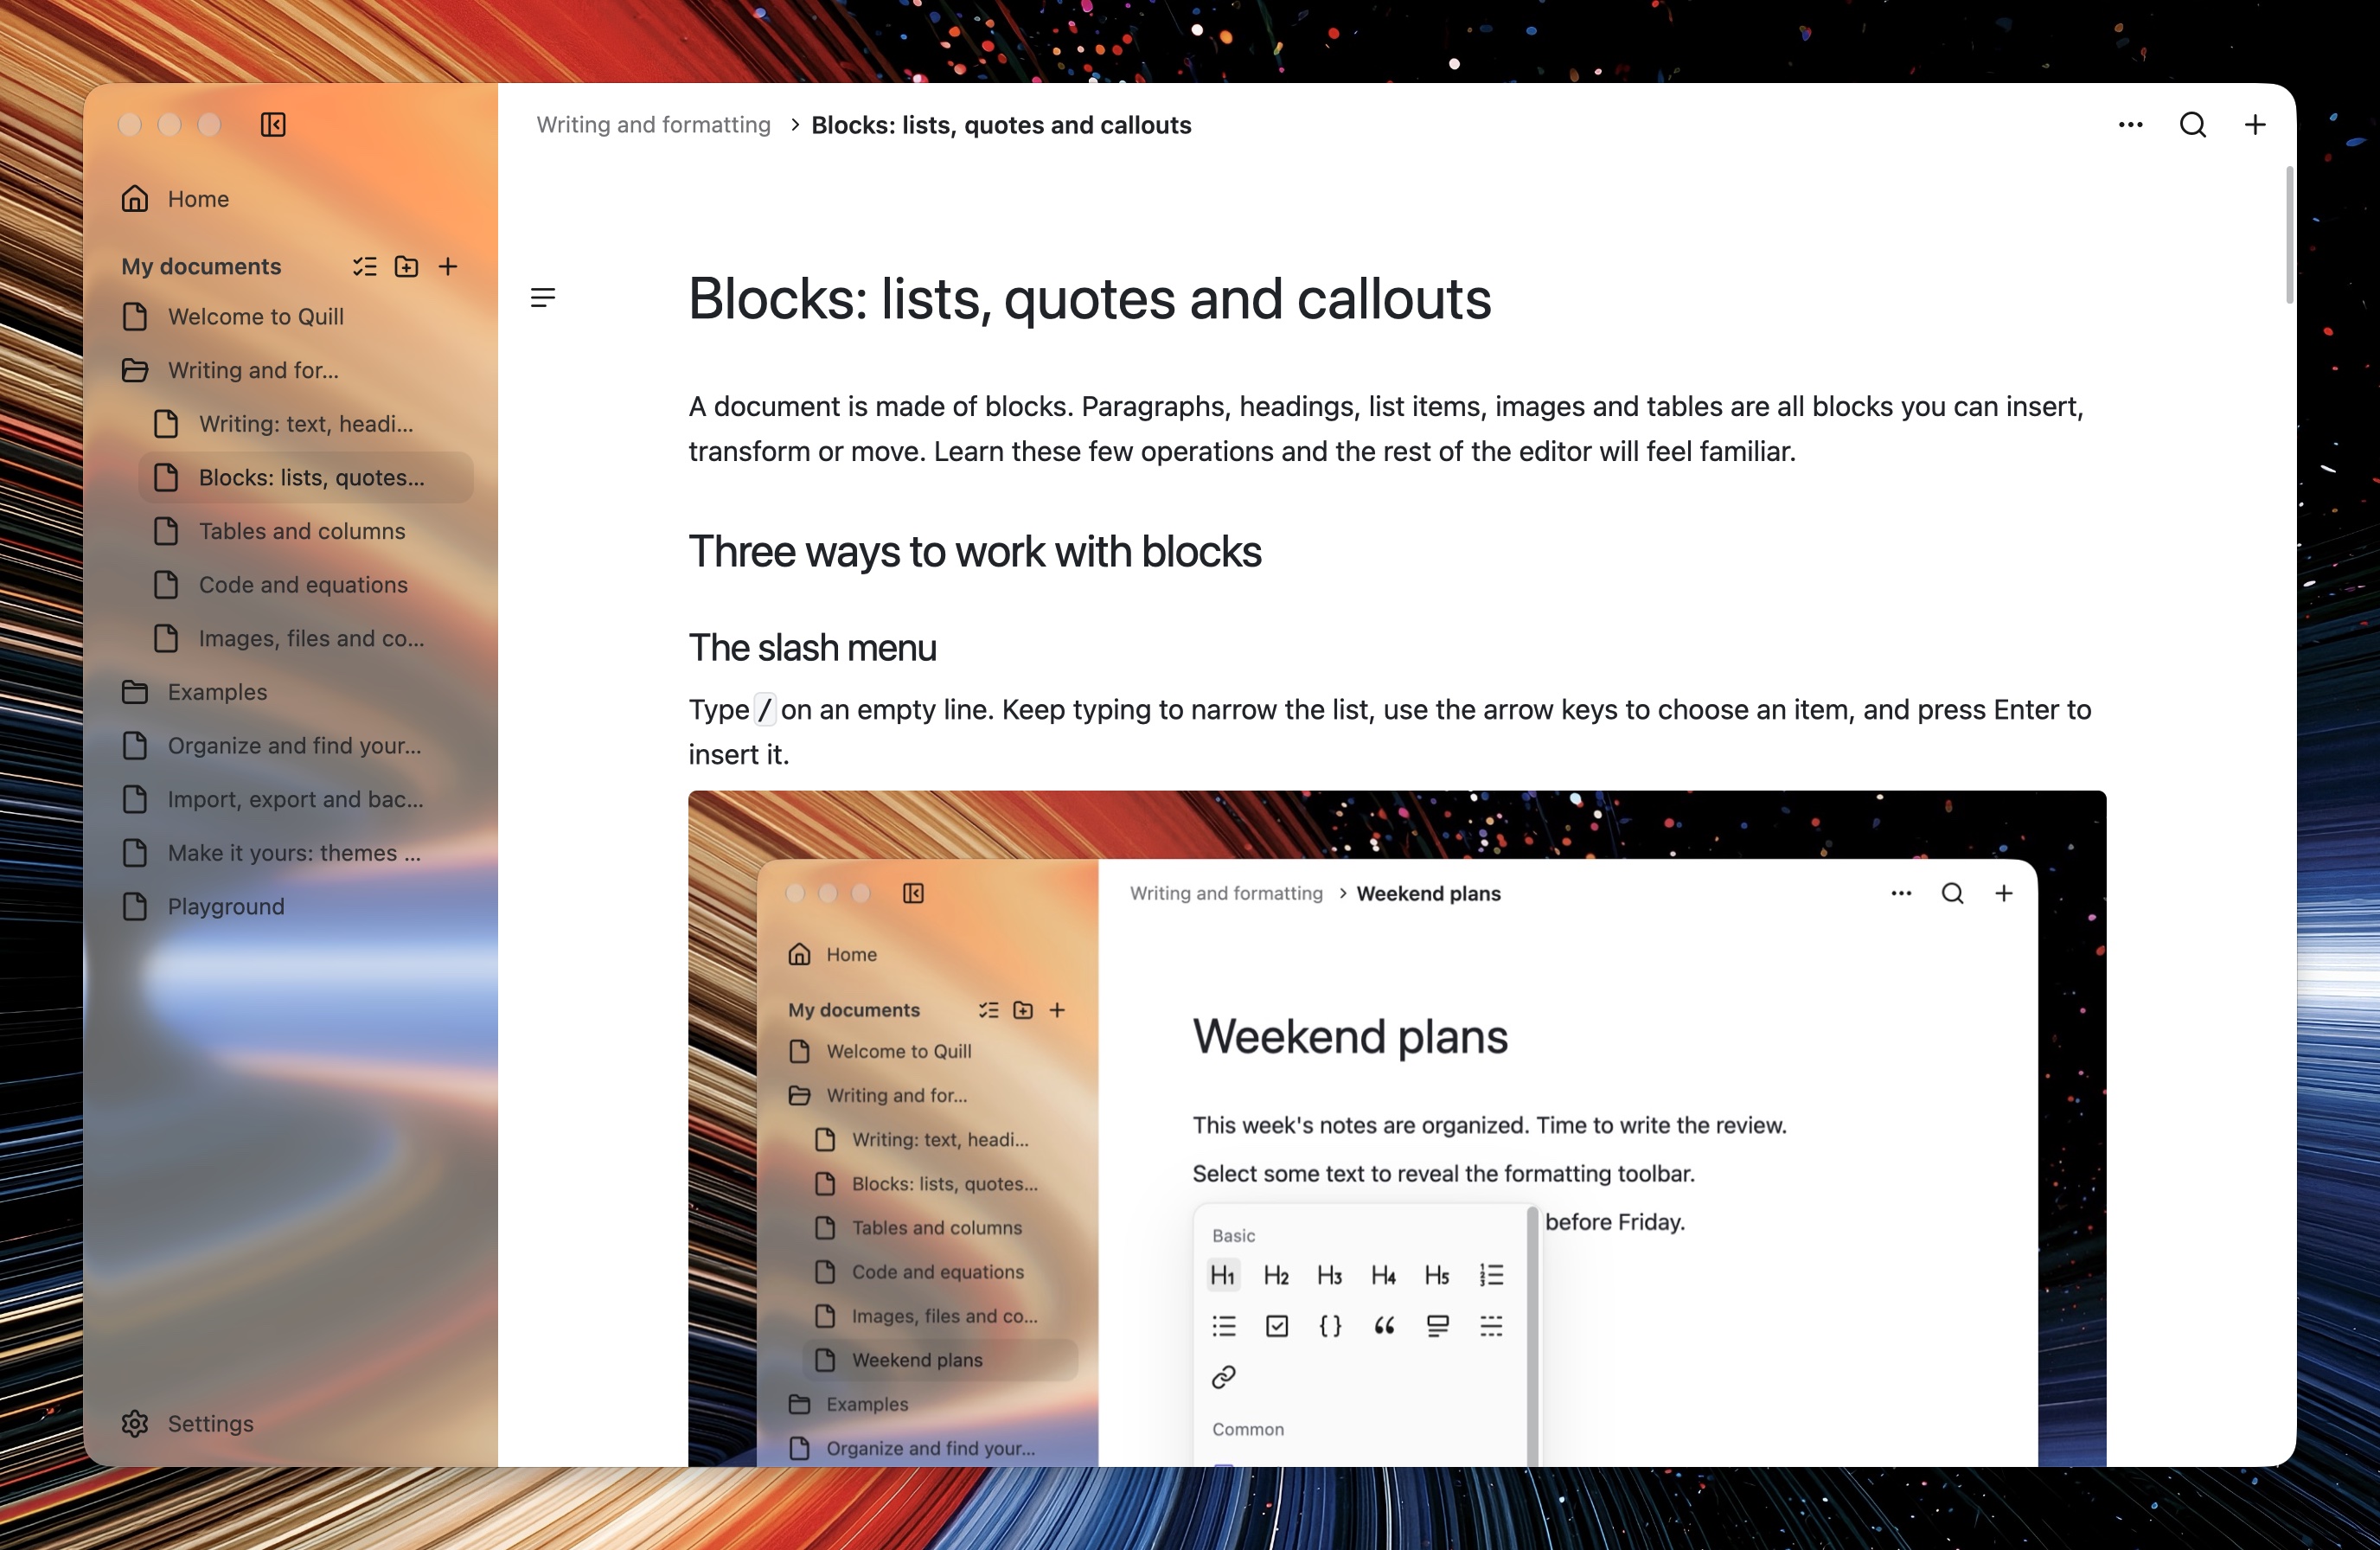 Home
My documents
Welcome to Quill
Writing and for...
Writing: text, headi...
Blocks: lists, quotes...
Tables and columns
Code and equations
Images, files and co...
Examples
Organize and find your...
Import, export and bac...
Make it yours: themes ...
Playground
Settings
Writing and formatting > Blocks: lists, quotes and callouts
Blocks: lists, quotes and callouts
A document is made of blocks. Paragraphs, headings, list items, images and tables are all blocks you can insert,
transform or move. Learn these few operations and the rest of the editor will feel familiar.
Three ways to work with blocks
The slash menu
Type / on an empty line. Keep typing to narrow the list, use the arrow keys to choose an item, and press Enter to
insert it.
Home
My documents
Welcome to Quill
Writing and for...
Writing: text, headi...
Blocks: lists, quotes...
Tables and columns
Code and equations
Images, files and co...
Weekend plans
Examples
Organize and find your...
Writing and formatting > Weekend plans
Weekend plans
This week's notes are organized. Time to write the review.
Select some text to reveal the formatting toolbar.
before Friday.
Basic
H1 H2 H3 H4 H5
Common